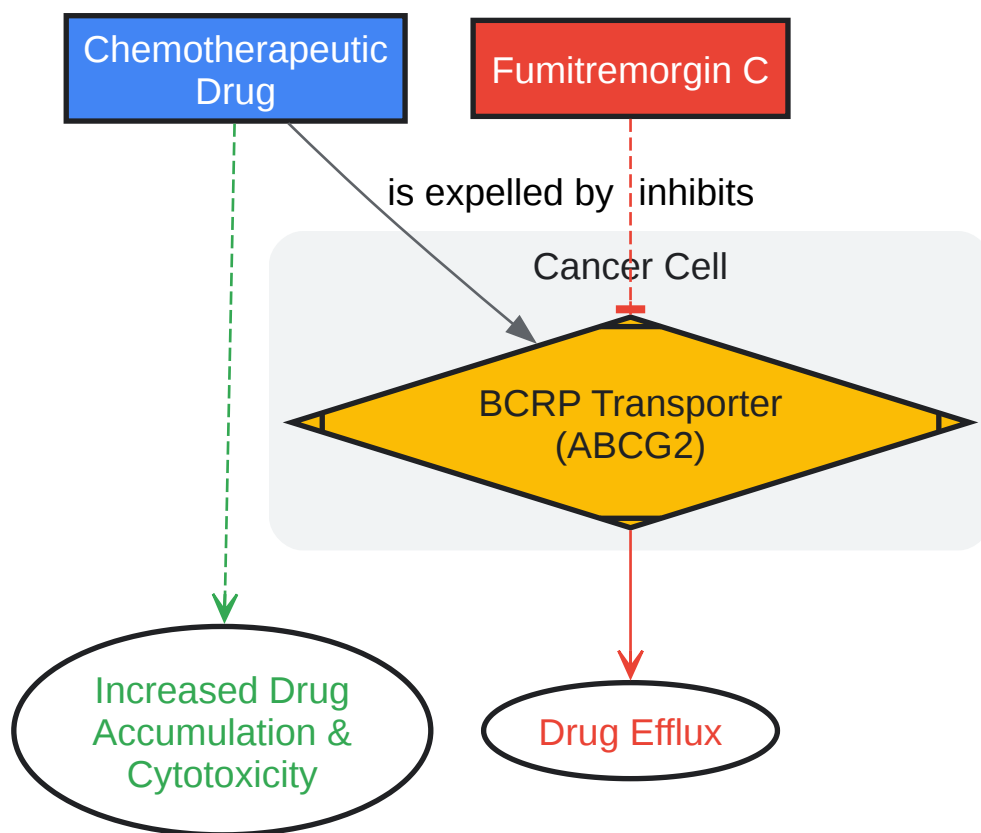 Chemotherapeutic
Drug
Fumitremorgin C
is expelled by
inhibits
Cancer Cell
BCRP Transporter
(ABCG2)
Increased Drug
Accumulation &
Cytotoxicity
Drug Efflux